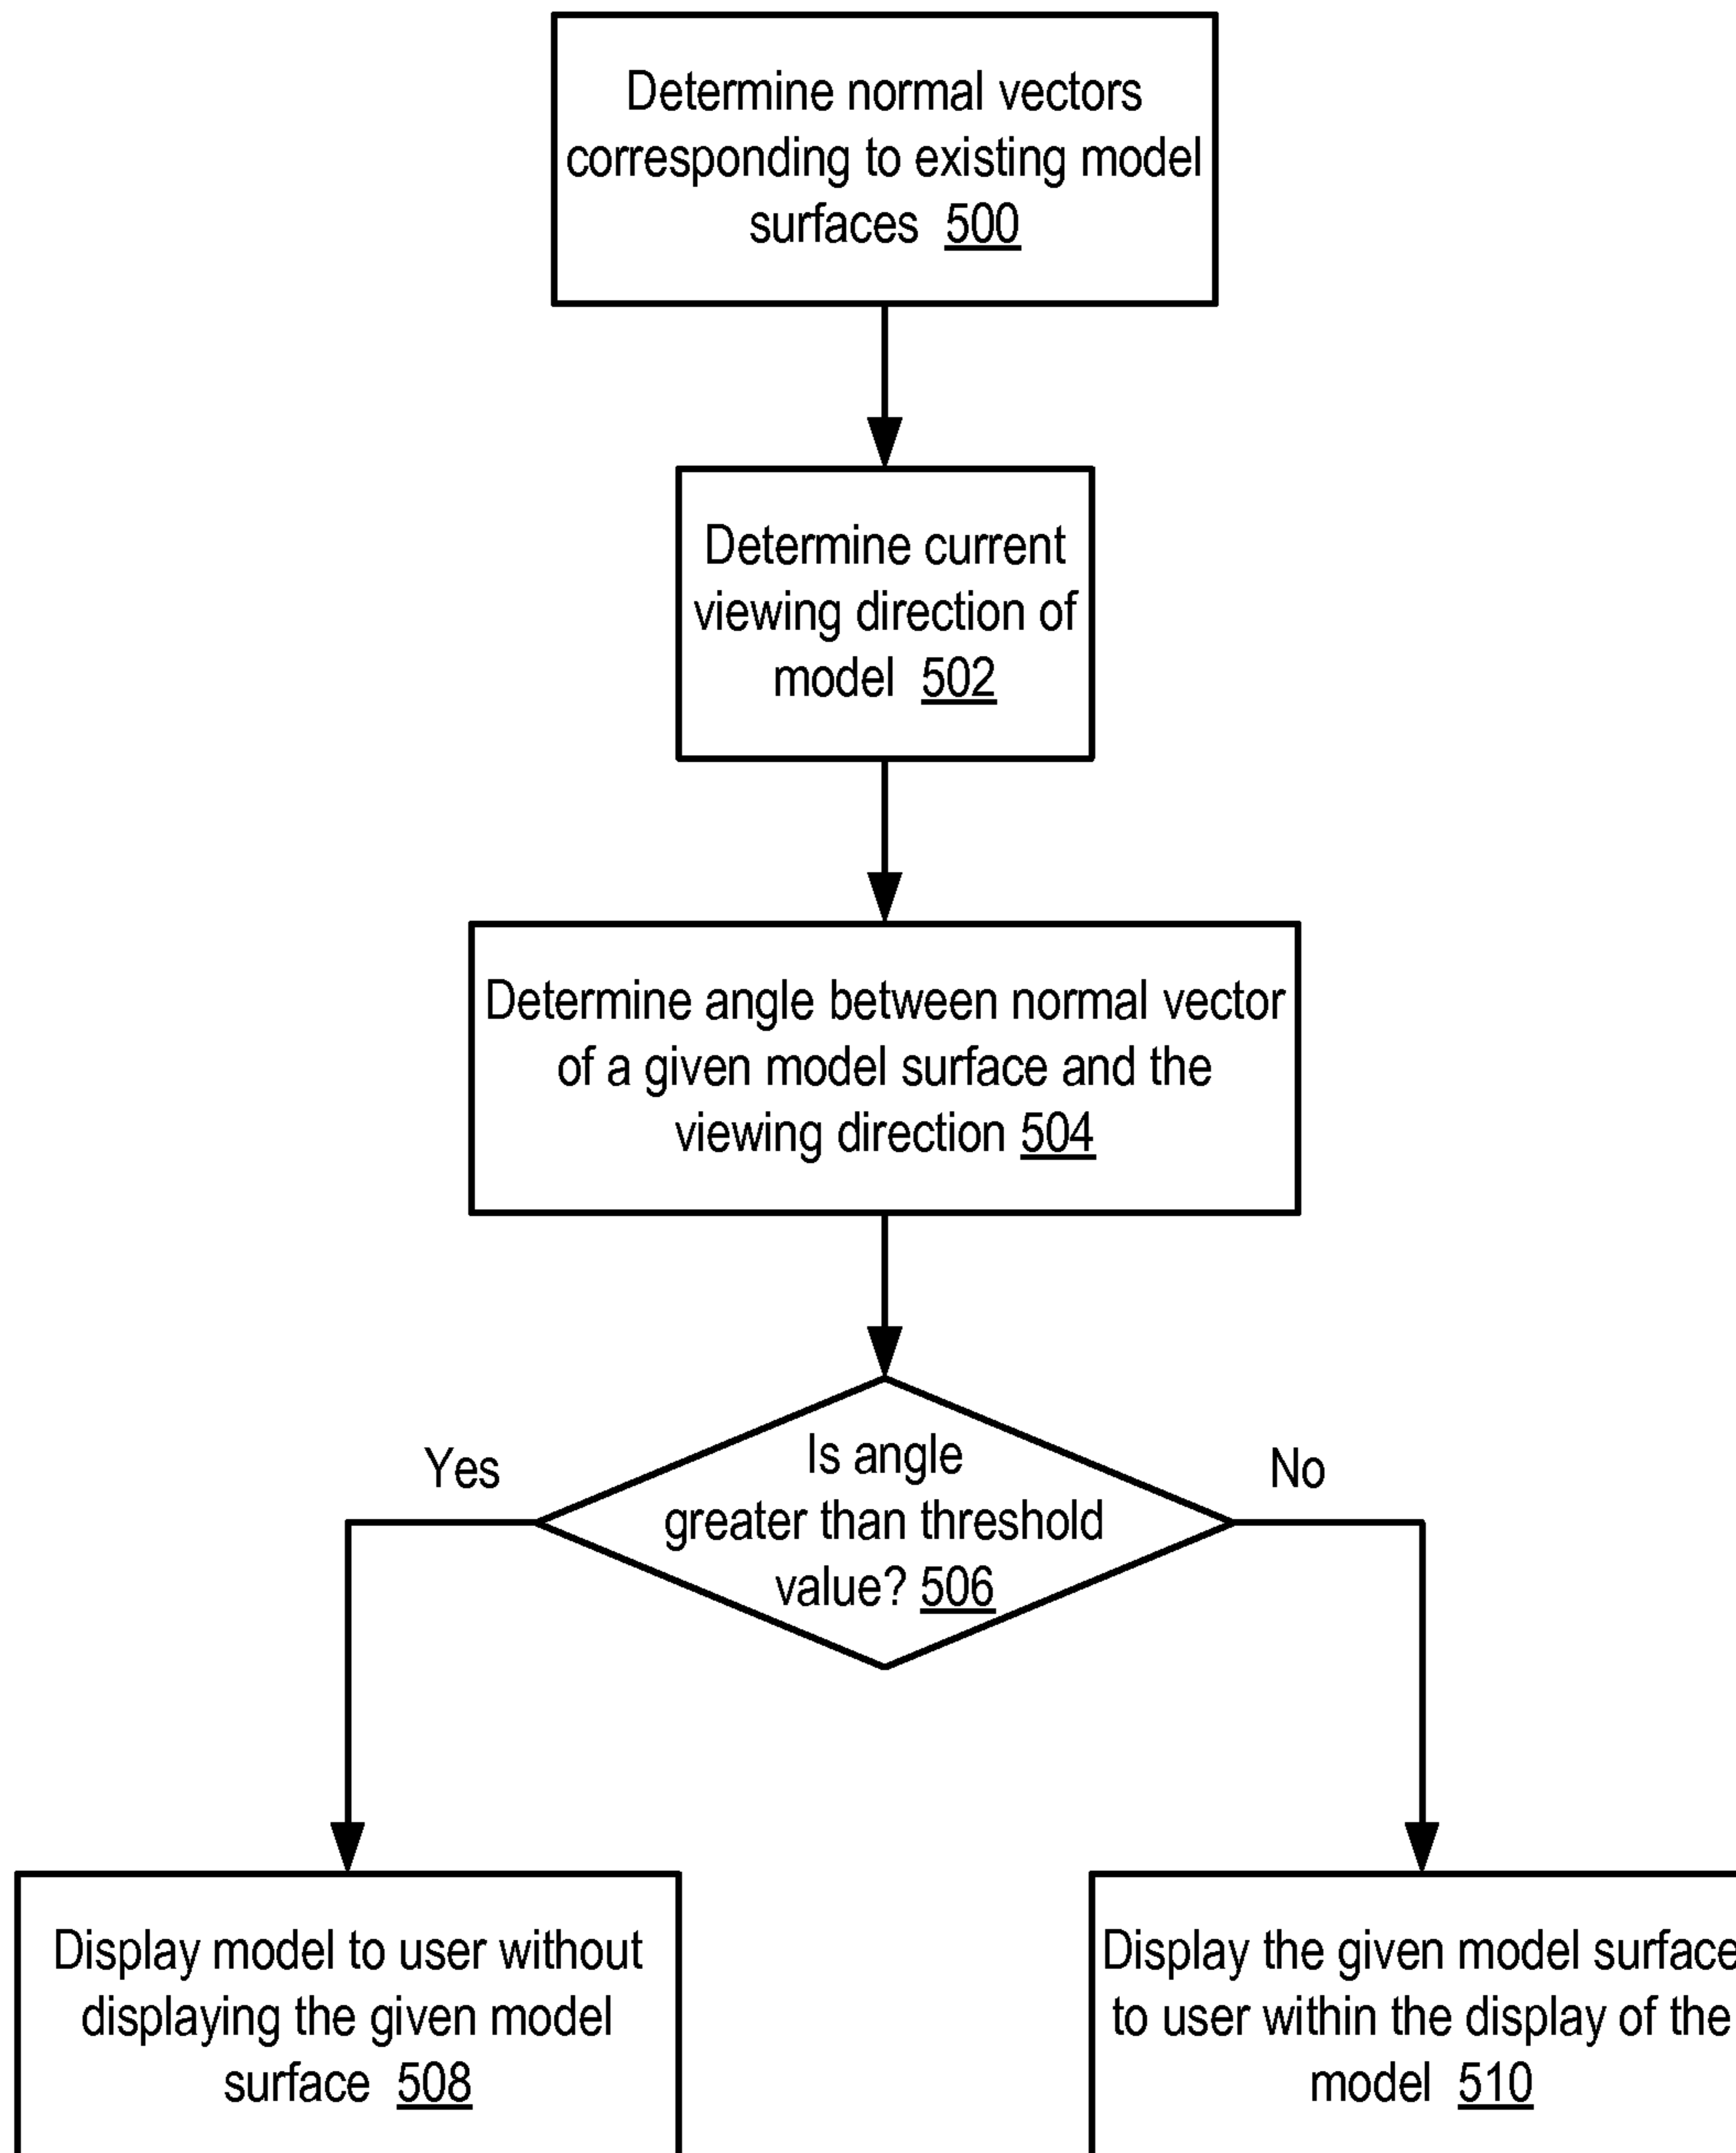 Determine normal vectors
corresponding to existing model
surfaces 500
Determine current
viewing direction of
model 502
Determine angle between normal vector
of a given model surface and the
viewing direction 504
Is angle
greater than threshold
value? 506
Yes
No
Display model to user without
displaying the given model
surface 508
Display the given model surface
to user within the display of the
model 510